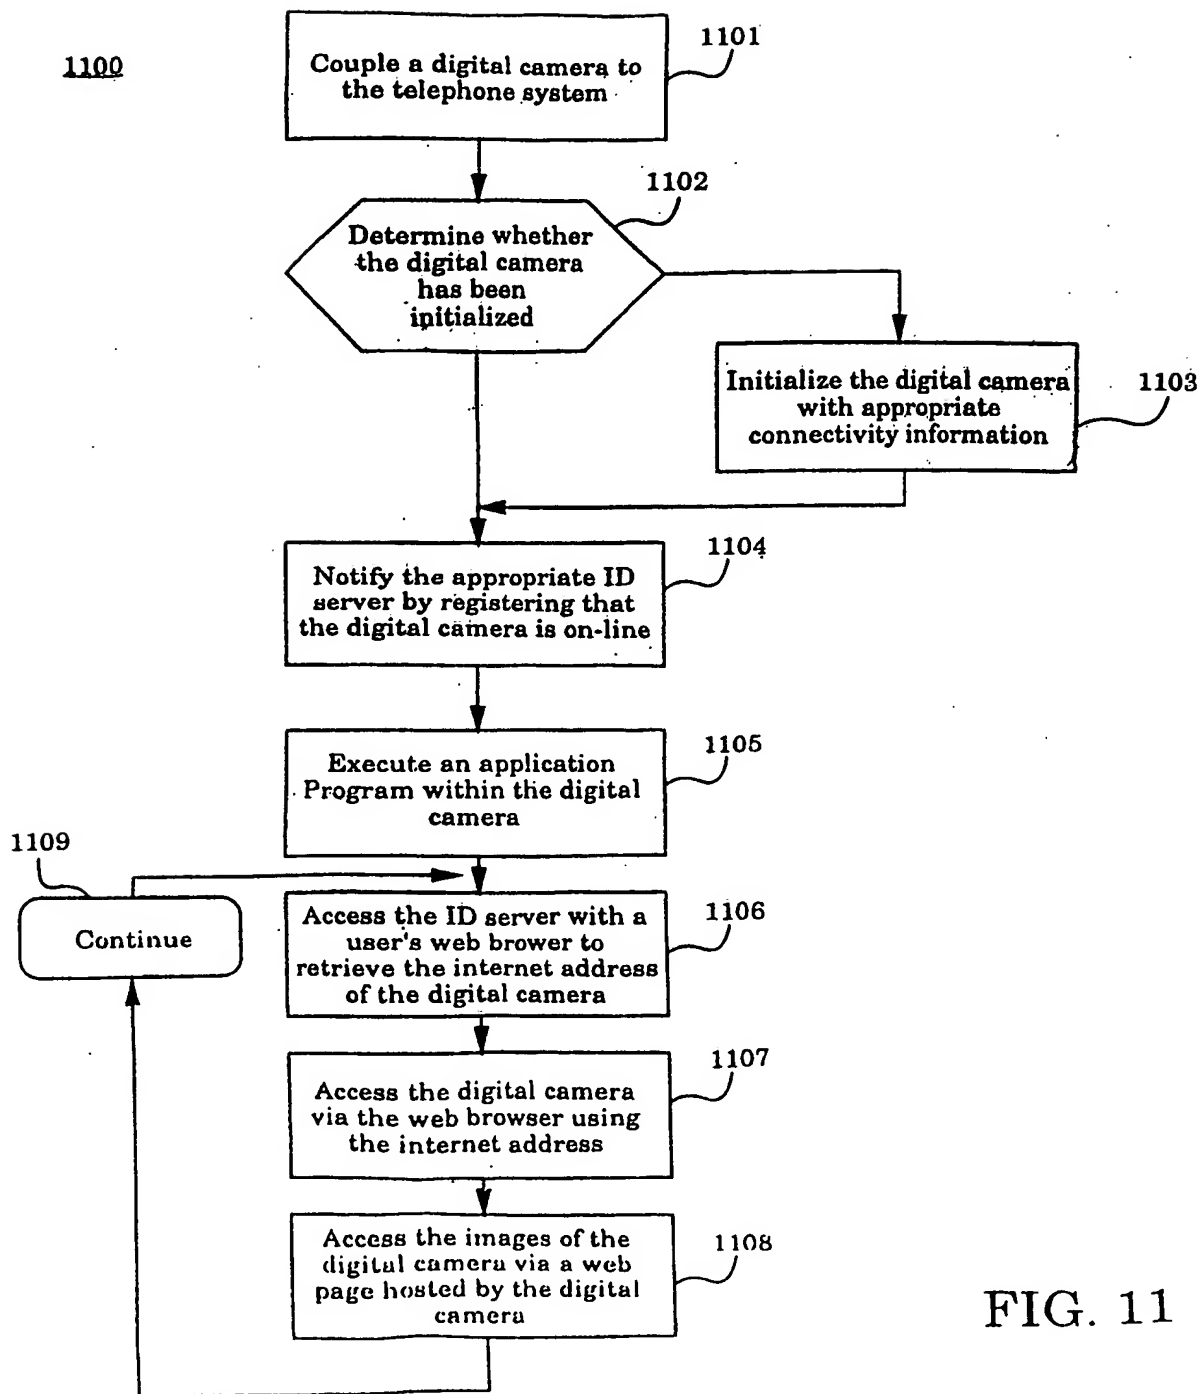 1100
Couple a digital camera to
the telephone system
1101
Determine whether
the digital camera
has been
initialized
1102
Initialize the digital camera
with appropriate
connectivity information
1103
Notify the appropriate ID
server by registering that
the digital camera is on-line
1104
Execute an application
Program within the digital
camera
1105
1109
Continue
Access the ID server with a
user's web brower to
retrieve the internet address
of the digital camera
1106
Access the digital camera
via the web browser using
the internet address
1107
Access the images of the
digital camera via a web
page hosted by the digital
camera
1108
FIG. 11